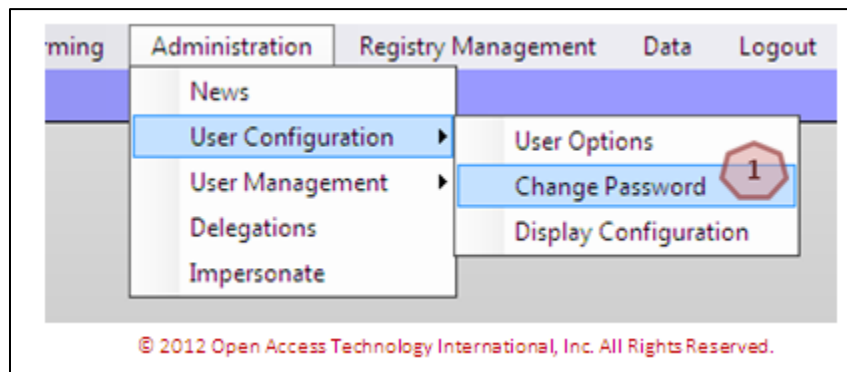 rming Administration Registry Management Data Logout
News
User Configuration User Options
User Management Change Password 1
Delegations Display Configuration
Impersonate
© 2012 Open Access Technology International, Inc. All Rights Reserved.